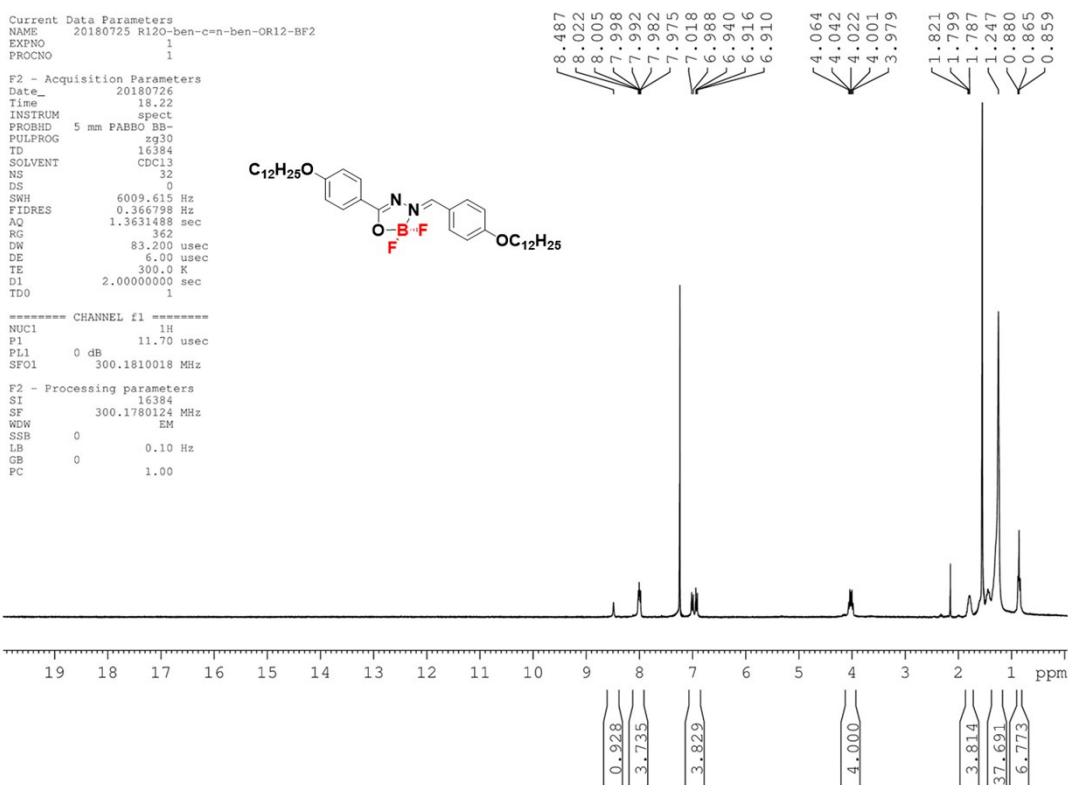 Current Data Parameters
NAME 20180725 R12O-ben-c=n-ben-OR12-BF2
EXPNO 1
PROCNO 1
F2 - Acquisition Parameters
Date_ 20180726
Time 18.22
INSTRUM spect
PROBHD 5 mm PABBO BB-
PULPROG zg30
TD 16384
SOLVENT CDCl3
NS 32
DS 0
SWH 6009.615 Hz
FIDRES 0.366798 Hz
AQ 1.3631488 sec
RG 362
DW 83.200 usec
DE 6.00 usec
TE 300.0 K
D1 2.00000000 sec
TD0 1
======== CHANNEL f1 ========
NUC1 1H
P1 11.70 usec
PL1 0 dB
SFO1 300.1810018 MHz
F2 - Processing parameters
SI 16384
SF 300.1780124 MHz
WDW EM
SSB 0
LB 0.10 Hz
GB 0
PC 1.00
8.487
8.022
8.005
7.998
7.992
7.982
7.975
7.018
6.988
6.940
6.916
6.910
4.064
4.042
4.022
4.001
3.979
1.821
1.799
1.787
1.247
0.880
0.865
0.859
C12H25O
N
N
O
B
F
F
OC12H25
19 18 17 16 15 14 13 12 11 10 9 8 7 6 5 4 3 2 1 ppm
0.928
3.735
3.829
4.000
3.814
37.691
6.773